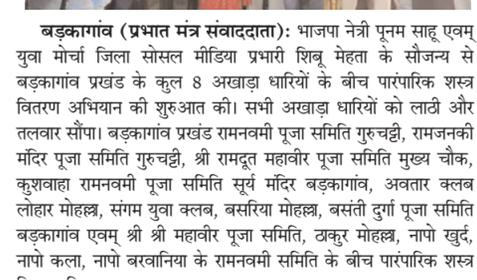 बड़कागांव (प्रभात मंत्र संवाददाता): भाजपा नेत्री पूनम साहू एवम्
युवा मोर्चा जिला सोसल मीडिया प्रभारी शिबू मेहता के सौजन्य से
बड़कागांव प्रखंड के कुल 8 अखाड़ा धारियों के बीच पारंपारिक शस्त्र
वितरण अभियान की शुरुआत की। सभी अखाड़ा धारियों को लाठी और
तलवार सौंपा। बड़कागांव प्रखंड रामनवमी पूजा समिति गुरुचट्टी, रामजनकी
मंदिर पूजा समिति गुरुचट्टी, श्री रामदूत महावीर पूजा समिति मुख्य चौक,
कुशवाहा रामनवमी पूजा समिति सूर्य मंदिर बड़कागांव, अवतार क्लब
लोहार मोहल्ला, संगम युवा क्लब, बसरिया मोहल्ला, बसंती दुर्गा पूजा समिति
बड़कागांव एवम् श्री श्री महावीर पूजा समिति, ठाकुर मोहल्ला, नापो खुर्द,
नापो कला, नापो बरवानिया के रामनवमी समिति के बीच पारंपारिक शस्त्र